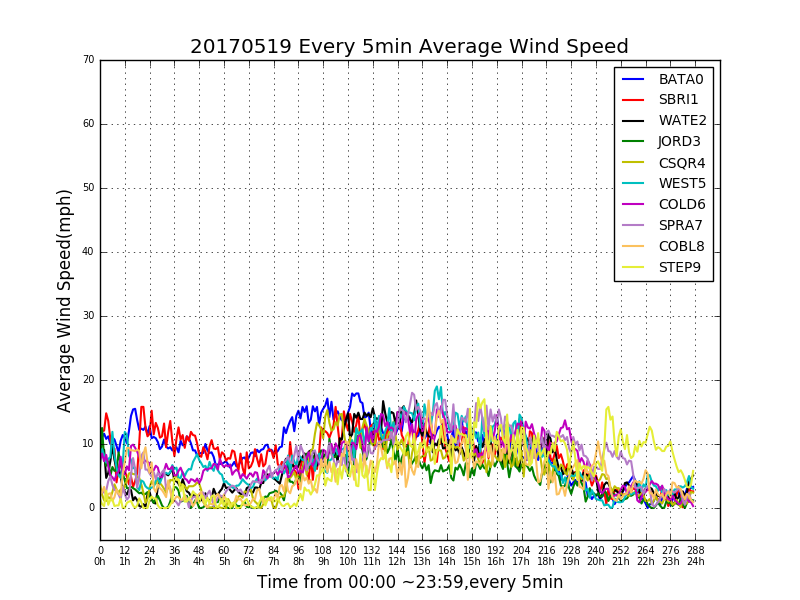 20170519 Every 5min Average Wind Speed
70
60
50
40
30
20
10
0
Average Wind Speed(mph)
BATA0
SBRI1
WATE2
JORD3
CSQR4
WEST5
COLD6
SPRA7
COBL8
STEP9
0 12 24 36 48 60 72 84 96 108 120 132 144 156 168 180 192 204 216 228 240 252 264 276 288
0h 1h 2h 3h 4h 5h 6h 7h 8h 9h 10h 11h 12h 13h 14h 15h 16h 17h 18h 19h 20h 21h 22h 23h 24h
Time from 00:00 ~23:59,every 5min